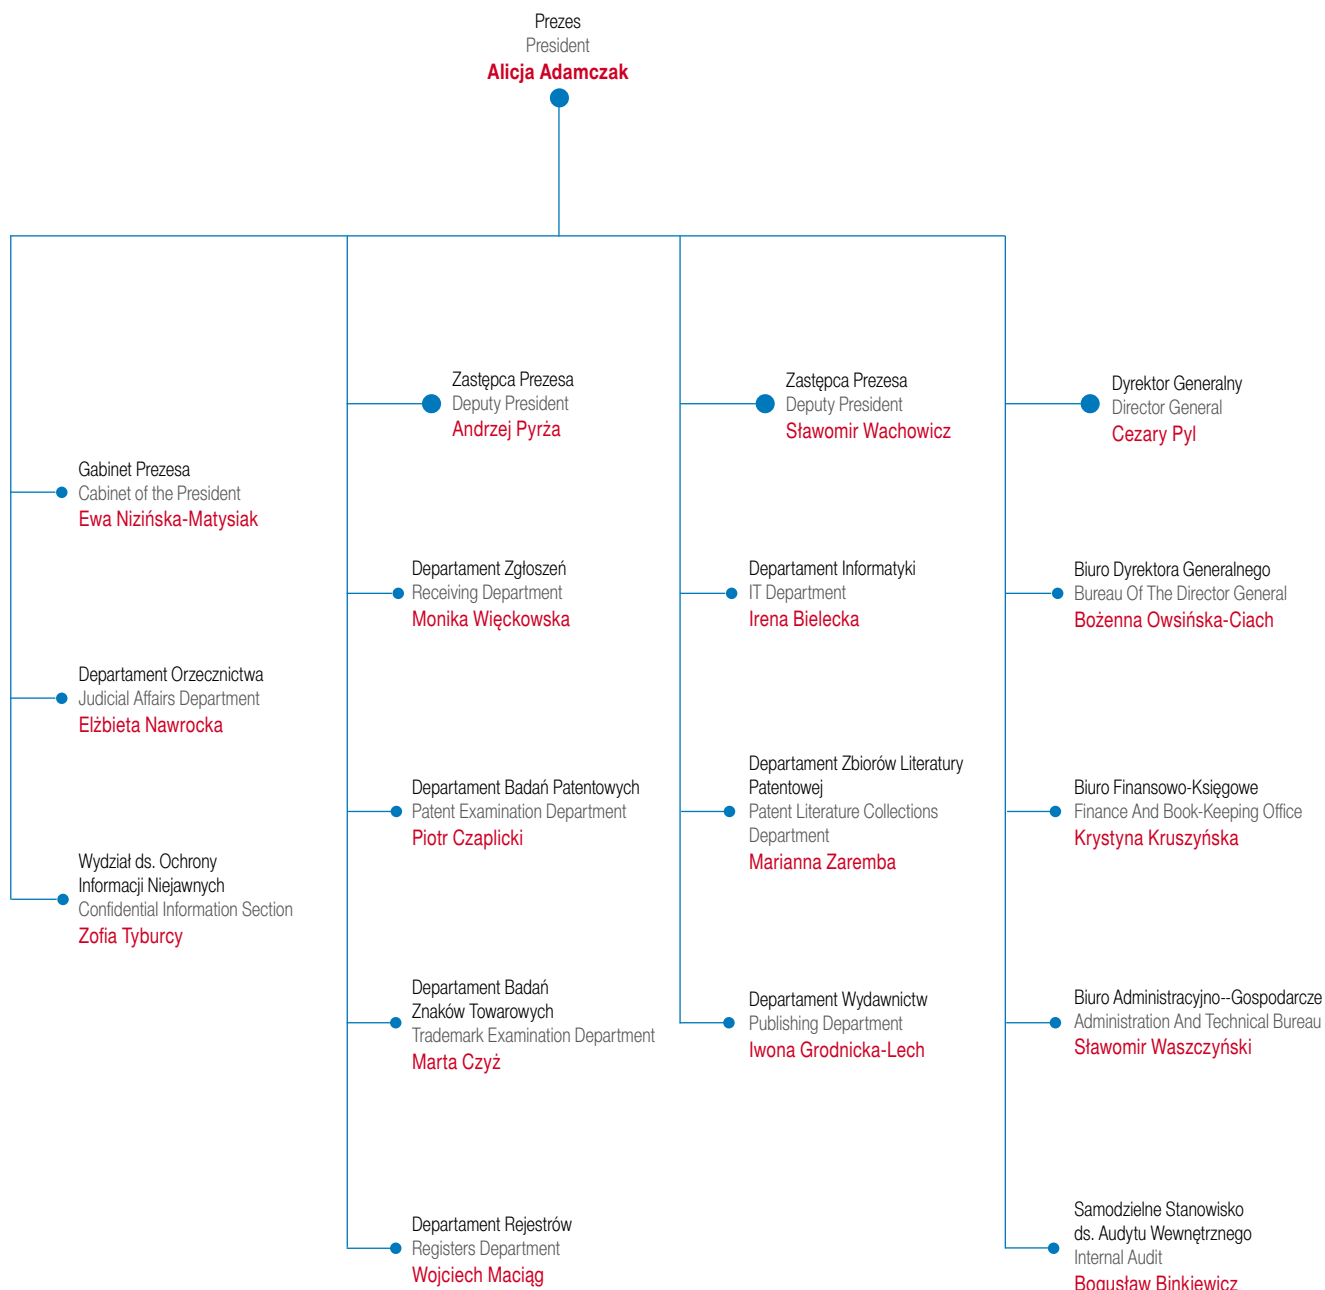 Prezes
President
Alicja Adamczak
Gabinet Prezesa
Cabinet of the President
Ewa Nizińska-Matysiak
Departament Orzecznictwa
Judicial Affairs Department
Elżbieta Nawrocka
Wydział ds. Ochrony
Informacji Niejawnych
Confidential Information Section
Zofia Tyburcy
Zastępca Prezesa
Deputy President
Andrzej Pyrża
Departament Zgłoszeń
Receiving Department
Monika Więckowska
Departament Badań Patentowych
Patent Examination Department
Piotr Czaplicki
Departament Badań
Znaków Towarowych
Trademark Examination Department
Marta Czyż
Departament Rejestrów
Registers Department
Wojciech Maciąg
Zastępca Prezesa
Deputy President
Sławomir Wachowicz
Departament Informatyki
IT Department
Irena Bielecka
Departament Zbiorów Literatury
Patentowej
Patent Literature Collections
Department
Marianna Zaremba
Departament Wydawnictw
Publishing Department
Iwona Grodnicka-Lech
Dyrektor Generalny
Director General
Cezary Pyl
Biuro Dyrektora Generalnego
Bureau Of The Director General
Bożenna Owsińska-Ciach
Biuro Finansowo-Księgowe
Finance And Book-Keeping Office
Krystyna Kruszyńska
Biuro Administracyjno--Gospodarcze
Administration And Technical Bureau
Sławomir Waszczyński
Samodzielne Stanowisko
ds. Audytu Wewnętrznego
Internal Audit
Bogusław Binkiewicz